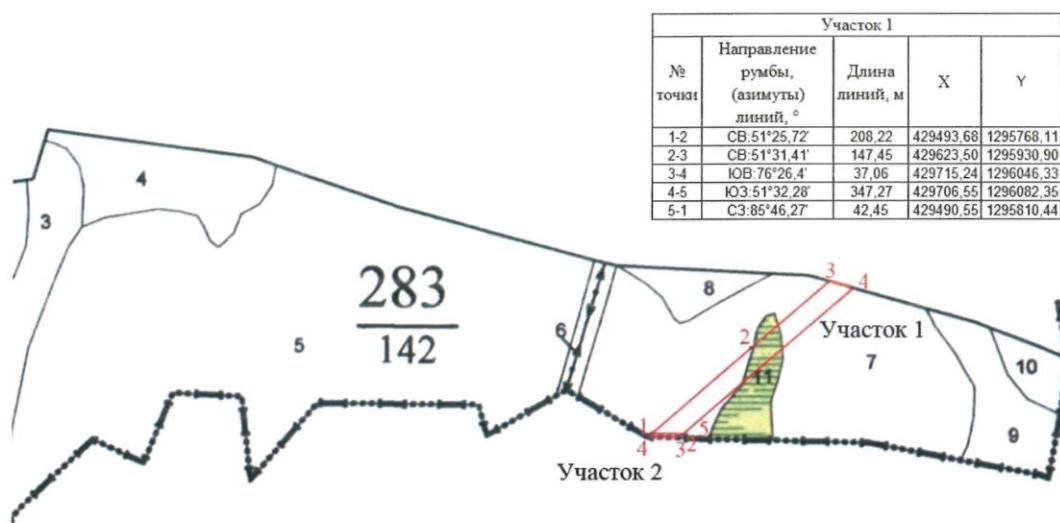 Участок 1
№ точки Направление румбы, (азимуты) линий, ° Длина линий, м X Y
1-2 СВ:51°25,72' 208,22 429493,68 1295768,11
2-3 СВ:51°31,41' 147,45 429623,50 1295930,90
3-4 ЮВ:76°26,4' 37,06 429715,24 1296046,33
4-5 ЮЗ:51°32,28' 347,27 429706,55 1296082,35
5-1 СЗ:85°46,27' 42,45 429490,55 1295810,44
4
3
3
4
8
283
142
Участок 1
6
5
2
7
10
11
1
5
9
4
3
2
Участок 2